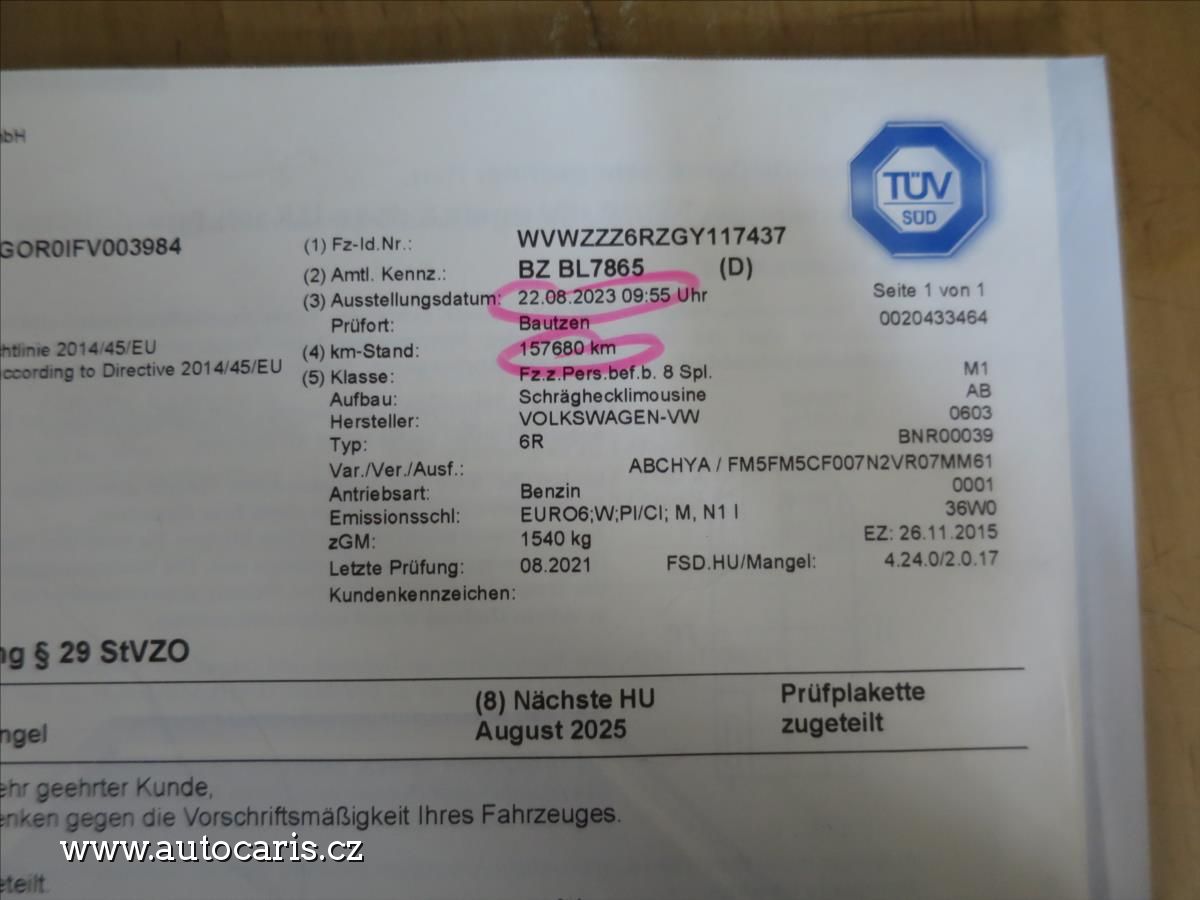 bH
TÜV
SÜD
GOR0IFV003984
(1) Fz-Id.Nr.: WVWZZZ6RZGY117437
(2) Amtl. Kennz.: BZ BL7865 (D)
(3) Ausstellungsdatum: 22.08.2023 09:55 Uhr Seite 1 von 1
Prüfort: Bautzen 0020433464
htlinie 2014/45/EU (4) km-Stand: 157680 km
ccording to Directive 2014/45/EU (5) Klasse: Fz.z.Pers.bef.b. 8 Spl. M1
Aufbau: Schräghecklimousine AB
Hersteller: VOLKSWAGEN-VW 0603
Typ: 6R BNR00039
Var./Ver./Ausf.: ABCHYA / FM5FM5CF007N2VR07MM61
Antriebsart: Benzin 0001
Emissionsschl: EURO6;W;PI/CI; M, N1 I 36W0
zGM: 1540 kg EZ: 26.11.2015
Letzte Prüfung: 08.2021 FSD.HU/Mangel: 4.24.0/2.0.17
Kundenkennzeichen:
ng § 29 StVZO
(8) Nächste HU Prüfplakette
ngel August 2025 zugeteilt
ehr geehrter Kunde,
enken gegen die Vorschriftsmäßigkeit Ihres Fahrzeuges.
www.autocaris.cz
eteilt.